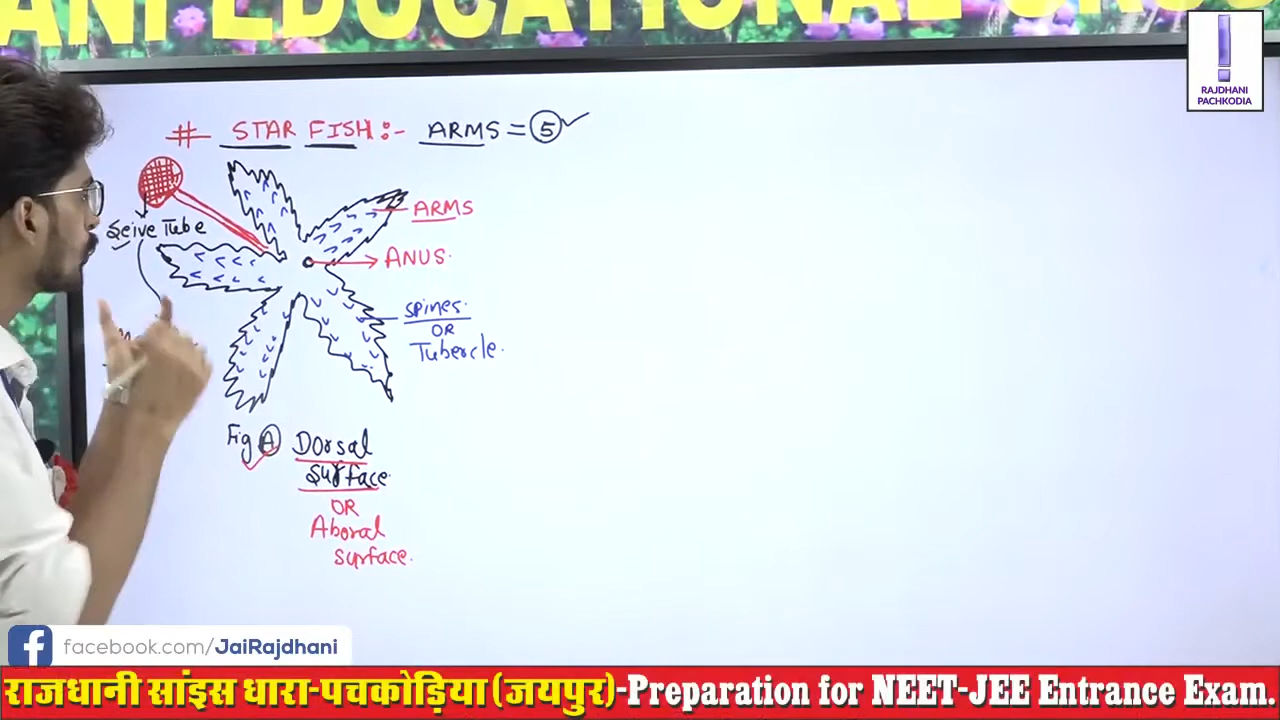 ANI EDUCATIONAL GROU
RAJDHANI
PACHKODIA
# STAR FISH :- ARMS = 5 ✓
ARMS
Seive Tube
ANUS.
Spines.
OR
Tubercle.
Fig A Dorsal
Surface.
OR
Aboral
Surface.
facebook.com/JaiRajdhani
राजधानी सांइस धारा-पचकोड़िया (जयपुर)-Preparation for NEET-JEE Entrance Exam.